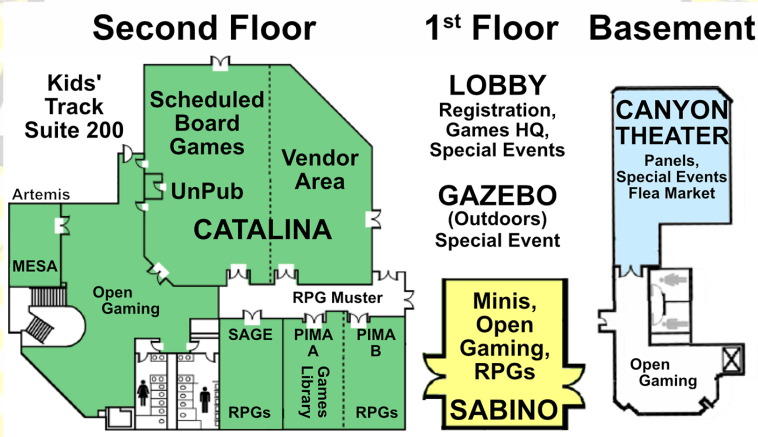 Second Floor
1st Floor
Basement
Kids'
Track
Suite 200
Scheduled
Board
Games
UnPub
Vendor
Area
CATALINA
Artemis
MESA
Open
Gaming
RPG Muster
SAGE
RPGs
PIMA
A
Games
Library
PIMA
B
RPGs
LOBBY
Registration,
Games HQ,
Special Events
GAZEBO
(Outdoors)
Special Event
Minis,
Open
Gaming,
RPGs
SABINO
CANYON
THEATER
Panels,
Special Events
Flea Market
Open
Gaming